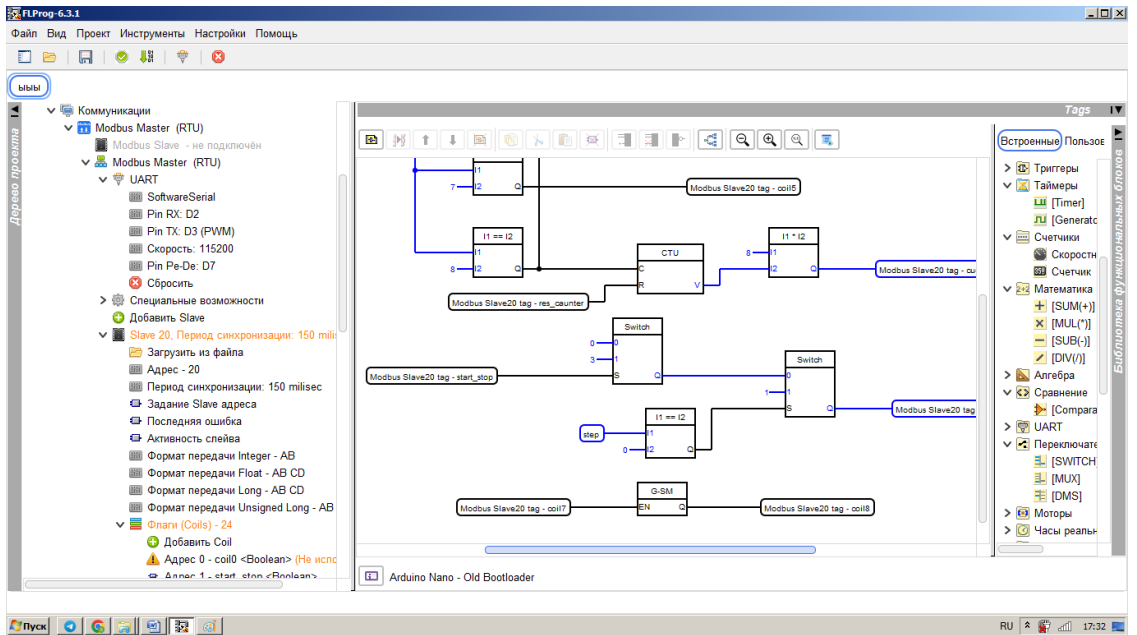 FLProg-6.3.1
Файл Вид Проект Инструменты Настройки Помощь
ыыы
Tags
Дерево проекта
Коммуникации
Modbus Master (RTU)
Modbus Slave - не подключён
Modbus Master (RTU)
UART
SoftwareSerial
Pin RX: D2
Pin TX: D3 (PWM)
Скорость: 115200
Pin Pe-De: D7
Сбросить
Специальные возможности
Добавить Slave
Slave 20, Период синхронизации: 150 mili
Загрузить из файла
Адрес - 20
Период синхронизации: 150 milisec
Задание Slave адреса
Последняя ошибка
Активность слейва
Формат передачи Integer - AB
Формат передачи Float - AB CD
Формат передачи Long - AB CD
Формат передачи Unsigned Long - AB
Флаги (Coils) - 24
Добавить Coil
Адрес 0 - coil0 <Boolean> (Не испо
Адрес 1 - start_stop <Boolean>
I1
7 I2 Q
Modbus Slave20 tag - coil5
I1 == I2
I1
8 I2 Q
CTU
C
R V
I1 * I2
8 I1
I2 Q
Modbus Slave20 tag - cu
Modbus Slave20 tag - res_counter
Switch
0 0
3 1
S Q
Modbus Slave20 tag - start_stop
Switch
0
1 1
S Q
Modbus Slave20 tag
I1 == I2
step I1
0 I2 Q
G-SM
Modbus Slave20 tag - coil7 EN Q Modbus Slave20 tag - coil8
Arduino Nano - Old Bootloader
Встроенные Пользов
Триггеры
Таймеры
[Timer]
[Generato
Счетчики
Скоростн
Счетчик
Математика
[SUM(+)]
[MUL(*)]
[SUB(-)]
[DIV(/)]
Алгебра
Сравнение
[Compara
UART
Переключате
[SWITCH
[MUX]
[DMS]
Моторы
Часы реальн
Библиотека функциональных блоков
Пуск
RU 17:32